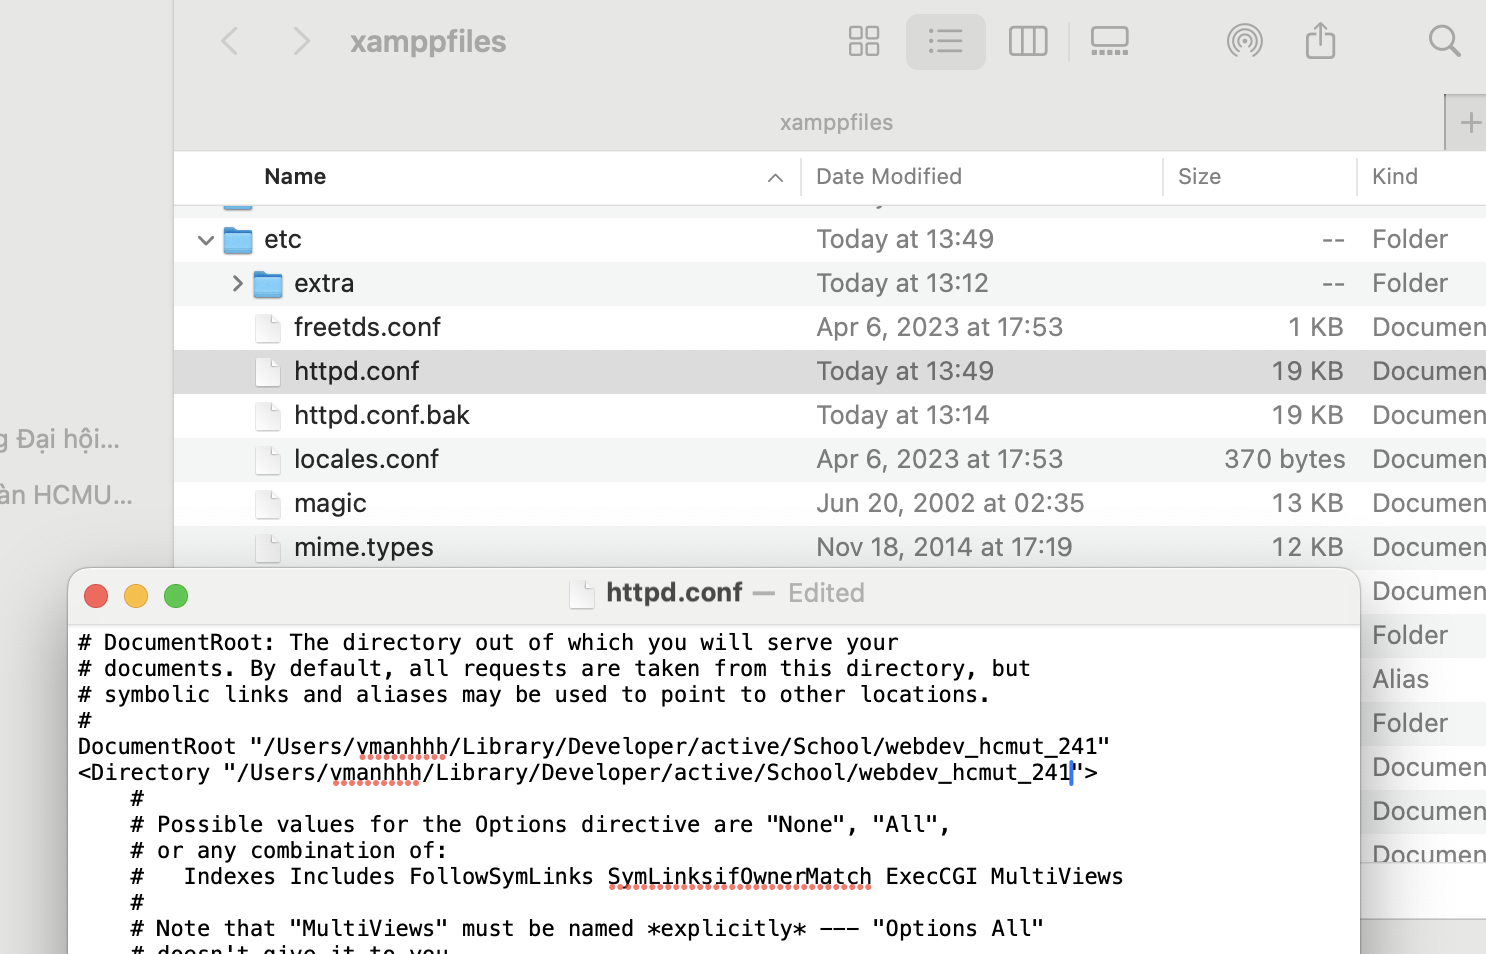 xamppfiles
xamppfiles
Name Date Modified Size Kind
etc Today at 13:49 -- Folder
extra Today at 13:12 -- Folder
freetds.conf Apr 6, 2023 at 17:53 1 KB Documen
httpd.conf Today at 13:49 19 KB Documen
httpd.conf.bak Today at 13:14 19 KB Documen
g Đại hội...
locales.conf Apr 6, 2023 at 17:53 370 bytes Documen
àn HCMU...
magic Jun 20, 2002 at 02:35 13 KB Documen
mime.types Nov 18, 2014 at 17:19 12 KB Documen
Documen
Folder
Alias
Folder
Documen
Documen
Documen
httpd.conf — Edited
# DocumentRoot: The directory out of which you will serve your
# documents. By default, all requests are taken from this directory, but
# symbolic links and aliases may be used to point to other locations.
#
DocumentRoot "/Users/vmanhhh/Library/Developer/active/School/webdev_hcmut_241"
<Directory "/Users/vmanhhh/Library/Developer/active/School/webdev_hcmut_241">
#
# Possible values for the Options directive are "None", "All",
# or any combination of:
#   Indexes Includes FollowSymLinks SymLinksifOwnerMatch ExecCGI MultiViews
#
# Note that "MultiViews" must be named *explicitly* --- "Options All"
# doesn't give it to you